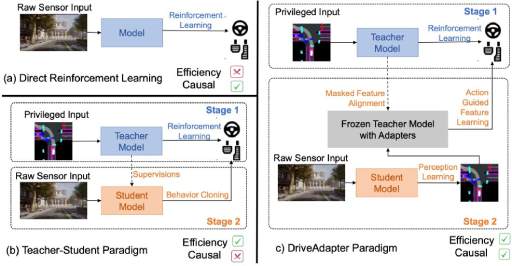 Raw Sensor Input
Model
Reinforcement
Learning
(a) Direct Reinforcement Learning
Efficiency
Causal
Privileged Input
Stage 1
Teacher
Model
Reinforcement
Learning
Supervisions
Raw Sensor Input
Student
Model
Behavior Cloning
Stage 2
(b) Teacher-Student Paradigm
Efficiency
Causal
Privileged Input
Stage 1
Teacher
Model
Reinforcement
Learning
Masked Feature
Alignment
Action
Guided
Feature
Learning
Frozen Teacher Model
with Adapters
Raw Sensor Input
Student
Model
Perception
Learning
Stage 2
c) DriveAdapter Paradigm
Efficiency
Causal